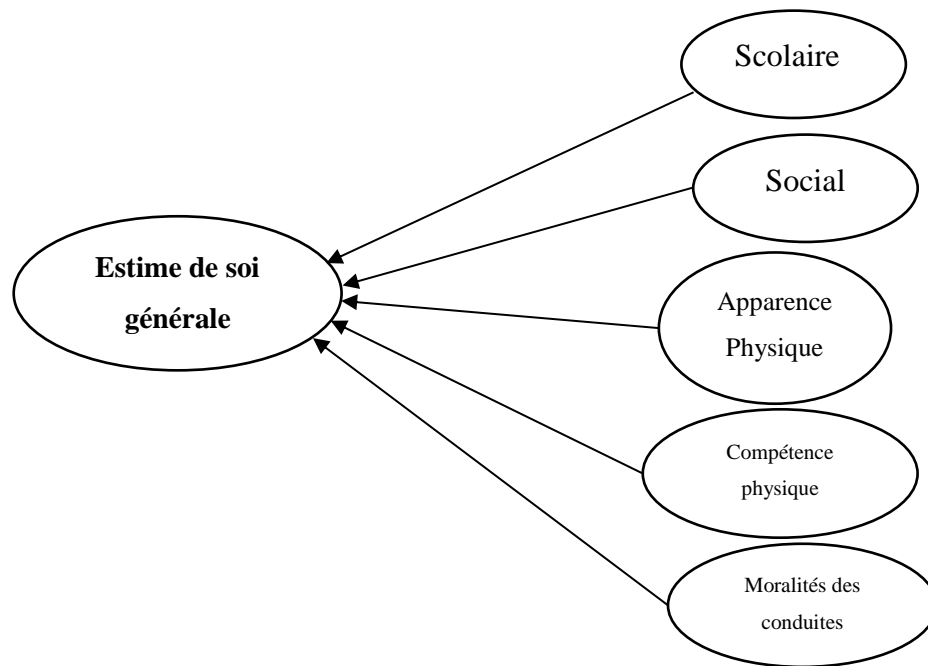 Scolaire
Social
Estime de soi
générale
Apparence
Physique
Compétence
physique
Moralités des
conduites